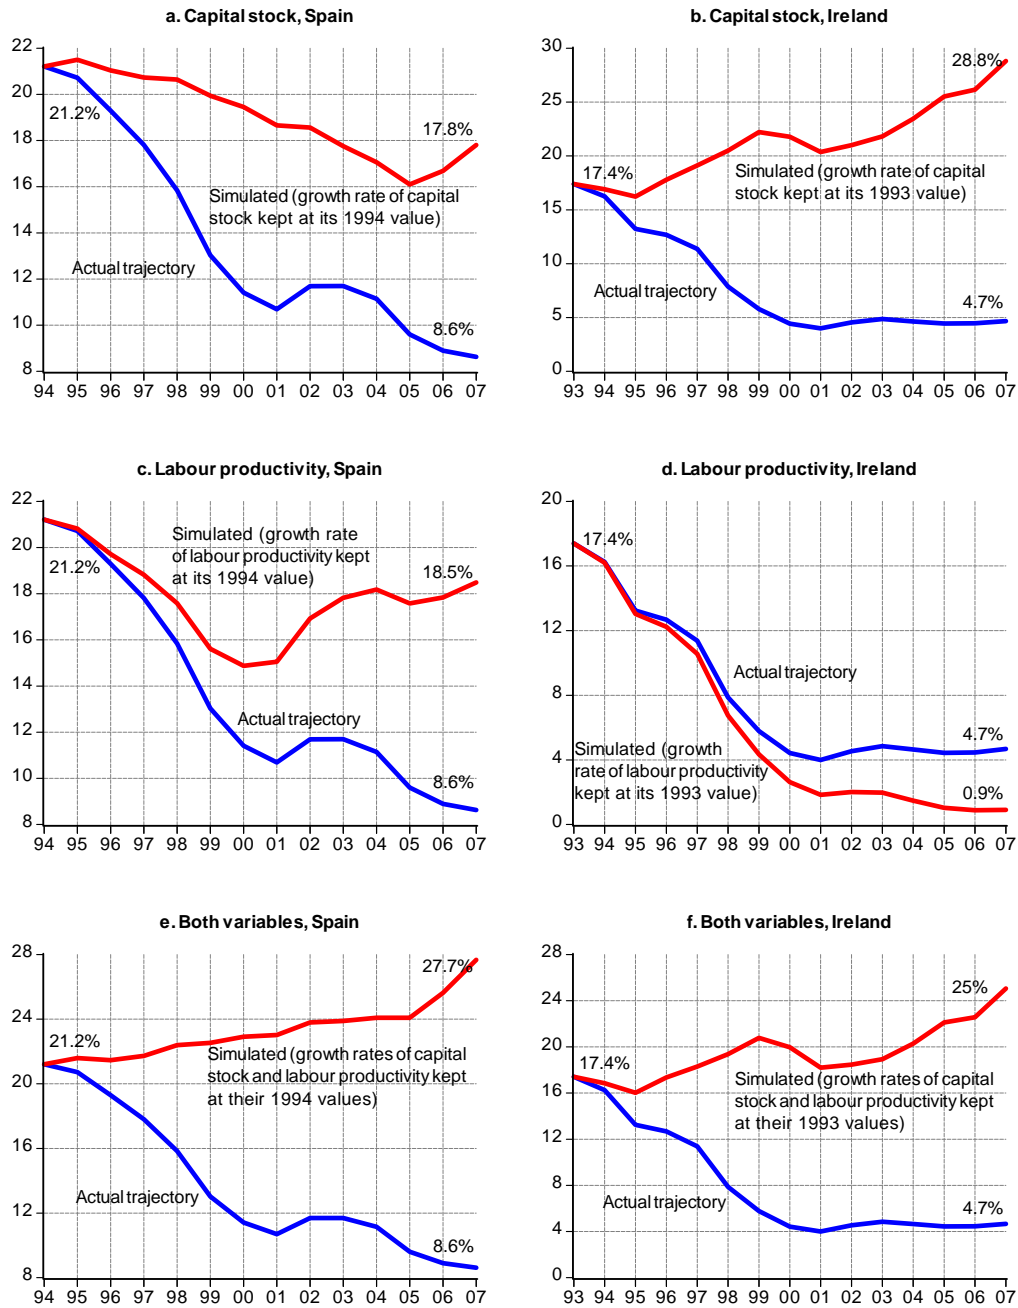 a. Capital stock, Spain
22
20
18
16
14
12
10
8
21.2%
17.8%
Simulated (growth rate of capital
stock kept at its 1994 value)
Actual trajectory
8.6%
94 95 96 97 98 99 00 01 02 03 04 05 06 07
b. Capital stock, Ireland
30
25
20
15
10
5
0
28.8%
17.4%
Simulated (growth rate of capital
stock kept at its 1993 value)
Actual trajectory
4.7%
93 94 95 96 97 98 99 00 01 02 03 04 05 06 07
c. Labour productivity, Spain
22
20
18
16
14
12
10
8
Simulated (growth rate
of labour productivity kept
at its 1994 value)
21.2%
18.5%
Actual trajectory
8.6%
94 95 96 97 98 99 00 01 02 03 04 05 06 07
d. Labour productivity, Ireland
20
16
12
8
4
0
17.4%
Actual trajectory
4.7%
Simulated (growth
rate of labour productivity
kept at its 1993 value)
0.9%
93 94 95 96 97 98 99 00 01 02 03 04 05 06 07
e. Both variables, Spain
28
24
20
16
12
8
27.7%
21.2%
Simulated (growth rates of capital
stock and labour productivity kept
at their 1994 values)
Actual trajectory
8.6%
94 95 96 97 98 99 00 01 02 03 04 05 06 07
f. Both variables, Ireland
28
24
20
16
12
8
4
0
25%
17.4%
Simulated (growth rates of capital
stock and labour productivity kept
at their 1993 values)
Actual trajectory
4.7%
93 94 95 96 97 98 99 00 01 02 03 04 05 06 07